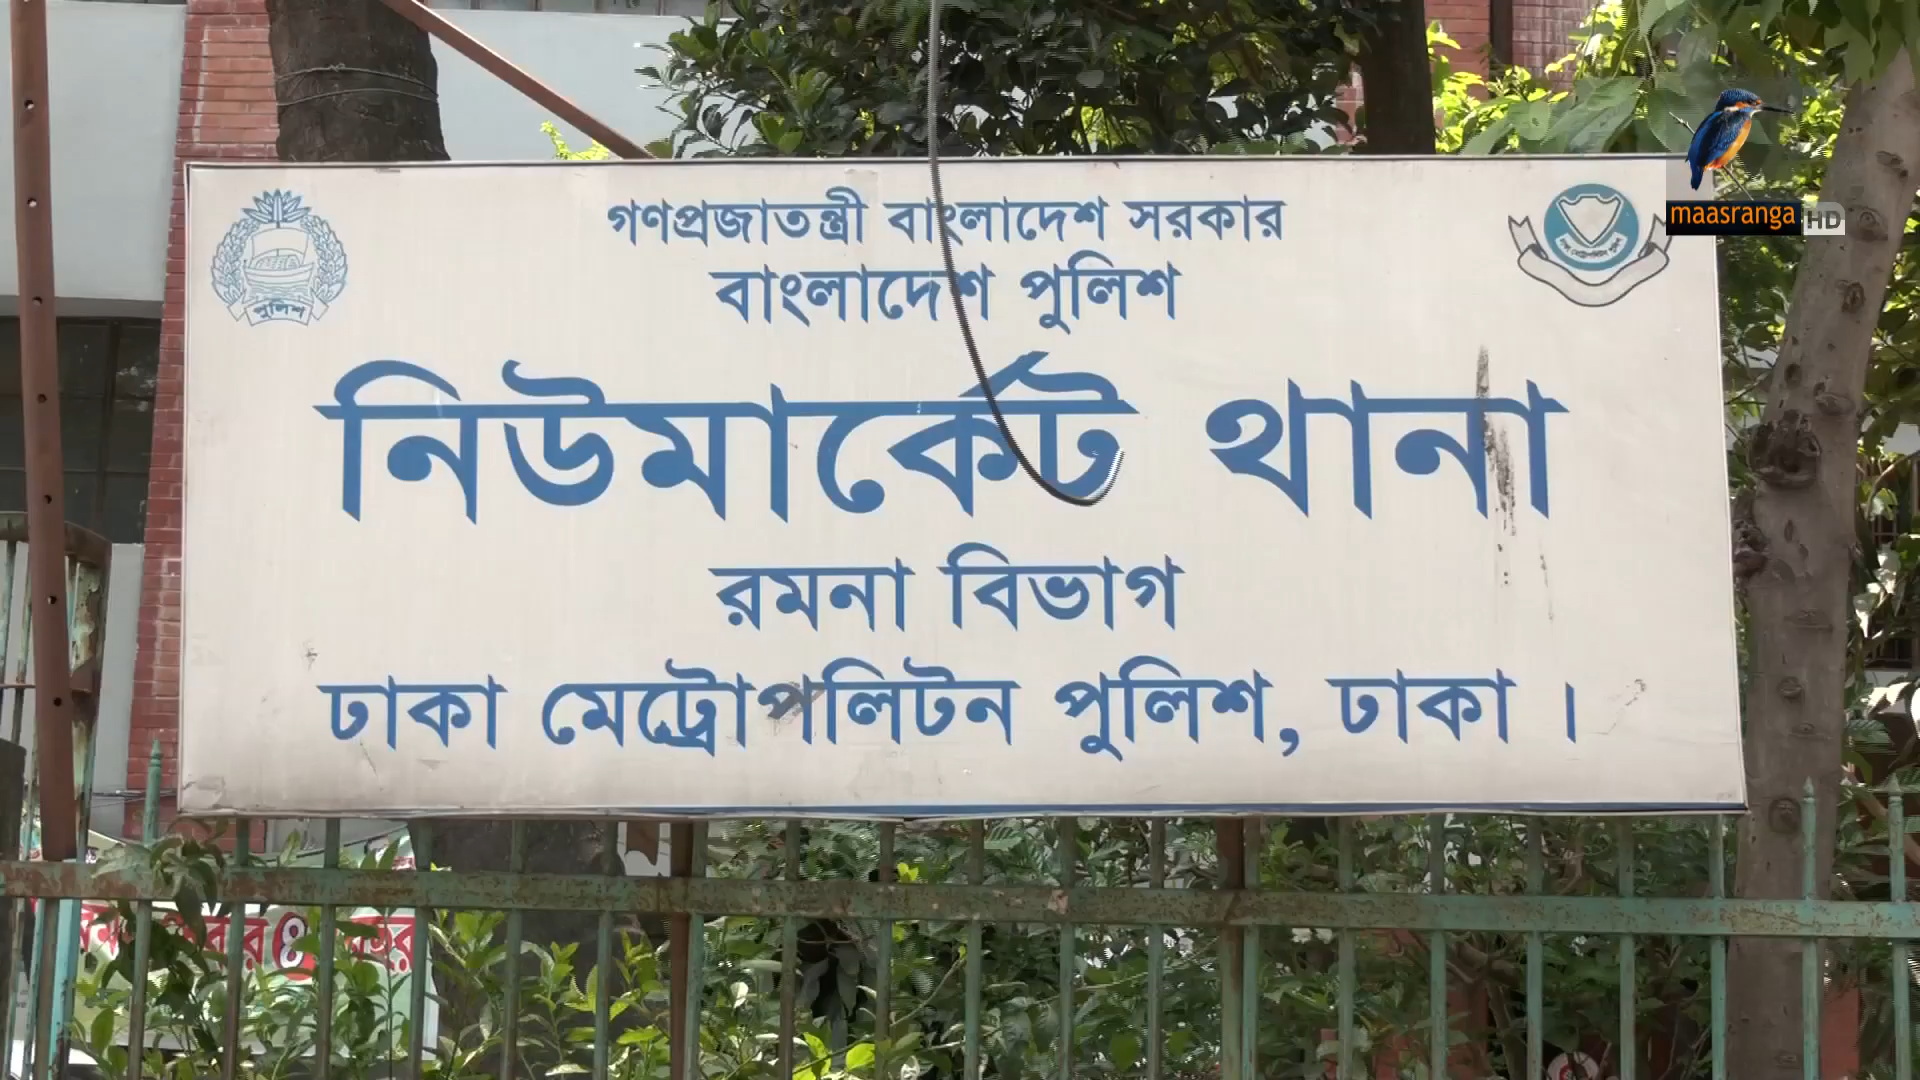 গণপ্রজাতন্ত্রী বাংলাদেশ সরকার
বাংলাদেশ পুলিশ
নিউমার্কেট থানা
রমনা বিভাগ
ঢাকা মেট্রোপলিটন পুলিশ, ঢাকা ।
পুলিশ
maasranga HD